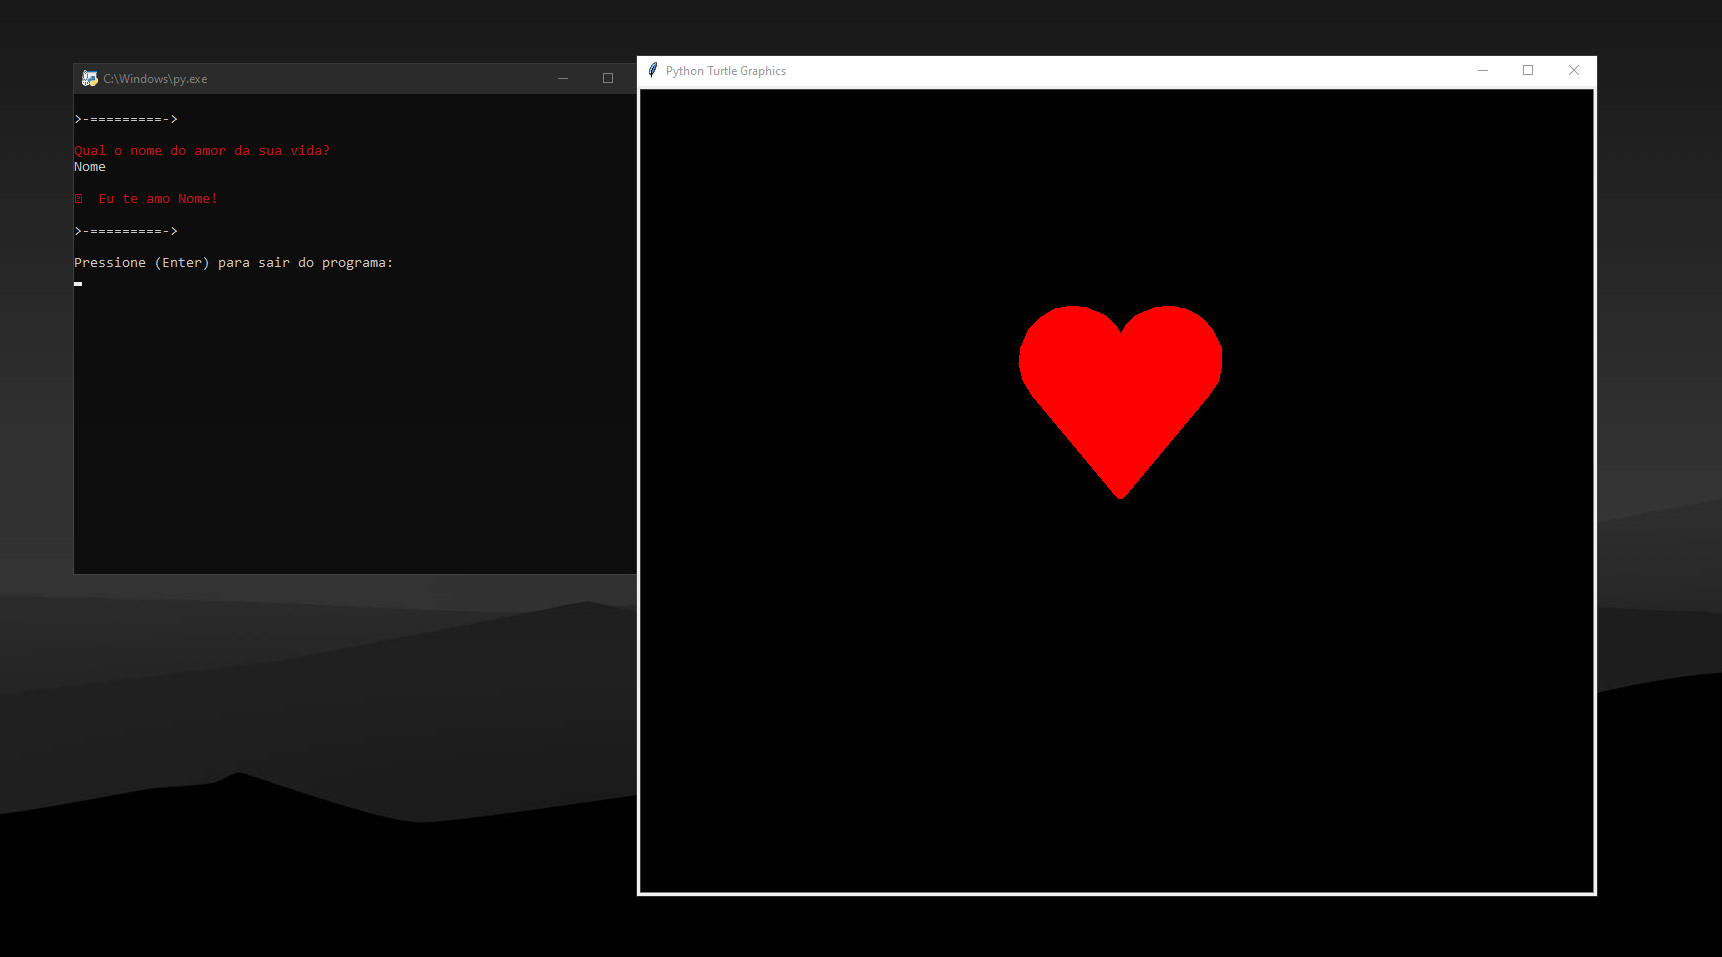 C:\Windows\py.exe
>-=========->
Qual o nome do amor da sua vida?
Nome
Eu te amo Nome!
>-=========->
Pressione (Enter) para sair do programa:
Python Turtle Graphics